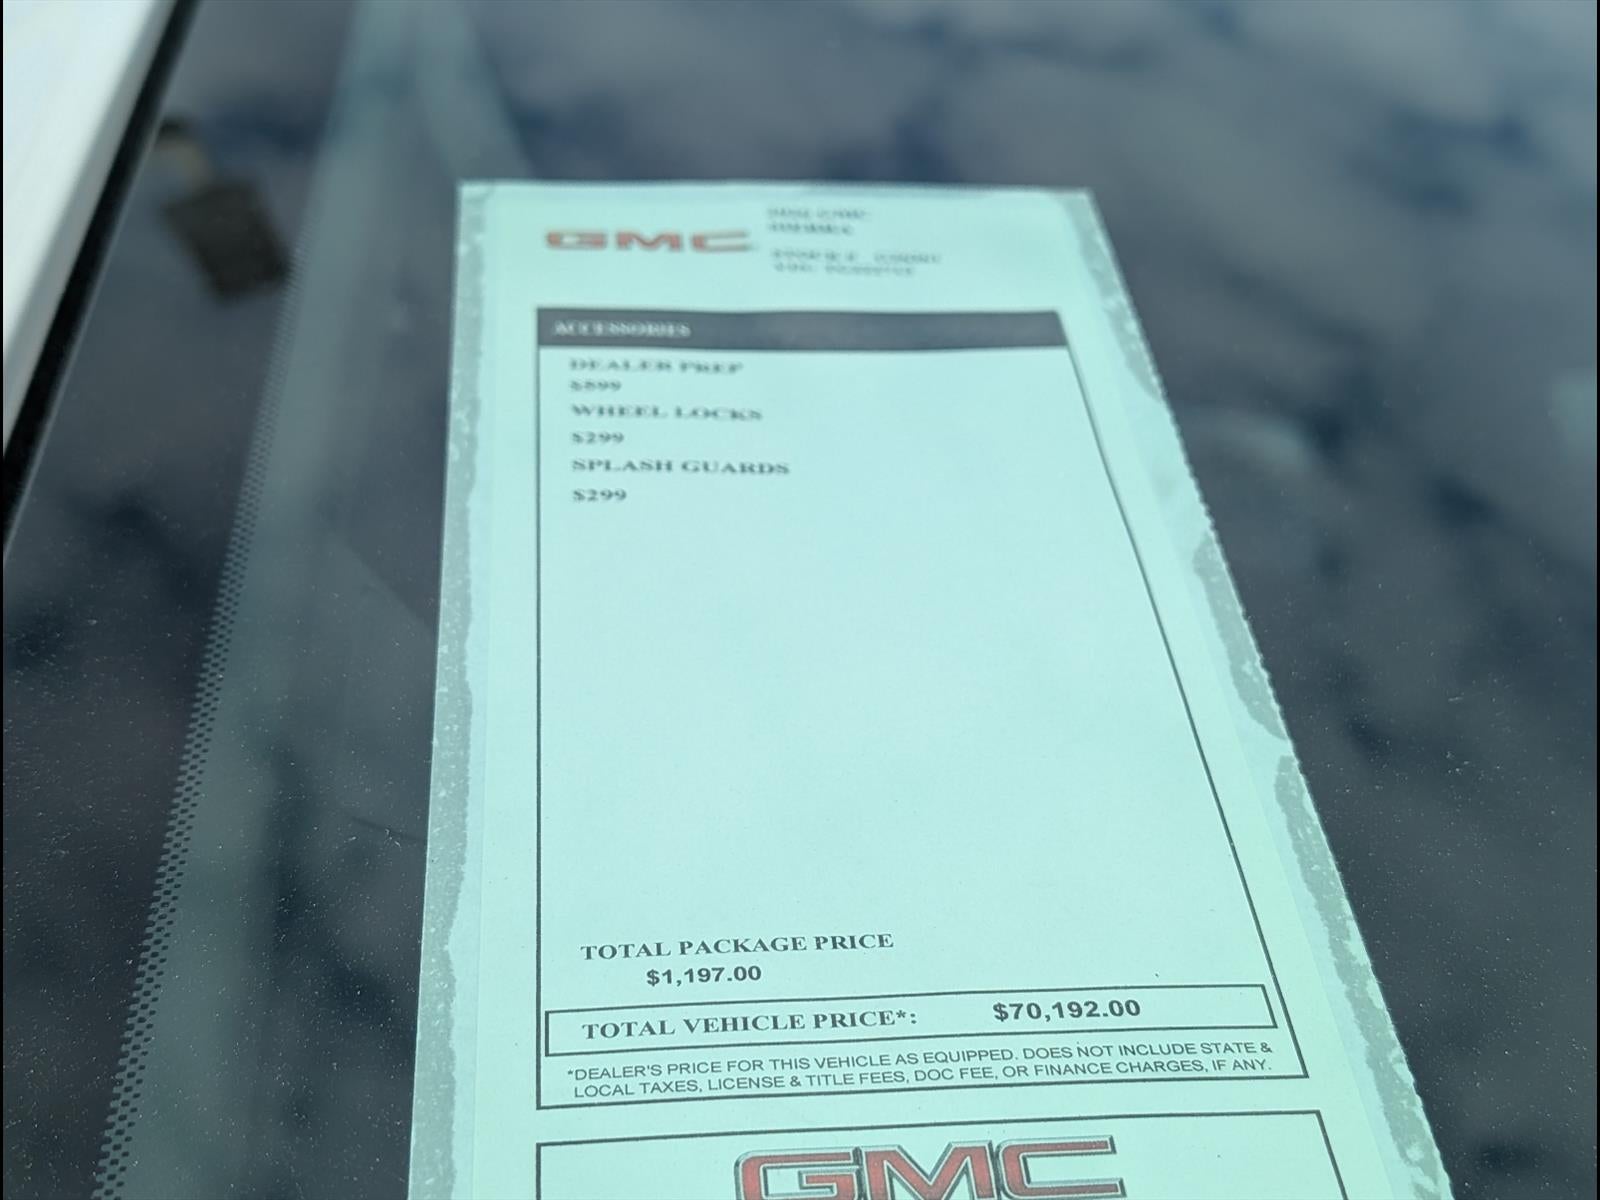 GMC
ACCESSORIES
DEALER PREP
$599
WHEEL LOCKS
$299
SPLASH GUARDS
$299
TOTAL PACKAGE PRICE
$1,197.00
TOTAL VEHICLE PRICE*: $70,192.00
*DEALER'S PRICE FOR THIS VEHICLE AS EQUIPPED. DOES NOT INCLUDE STATE &
LOCAL TAXES, LICENSE & TITLE FEES, DOC FEE, OR FINANCE CHARGES, IF ANY.
GMC